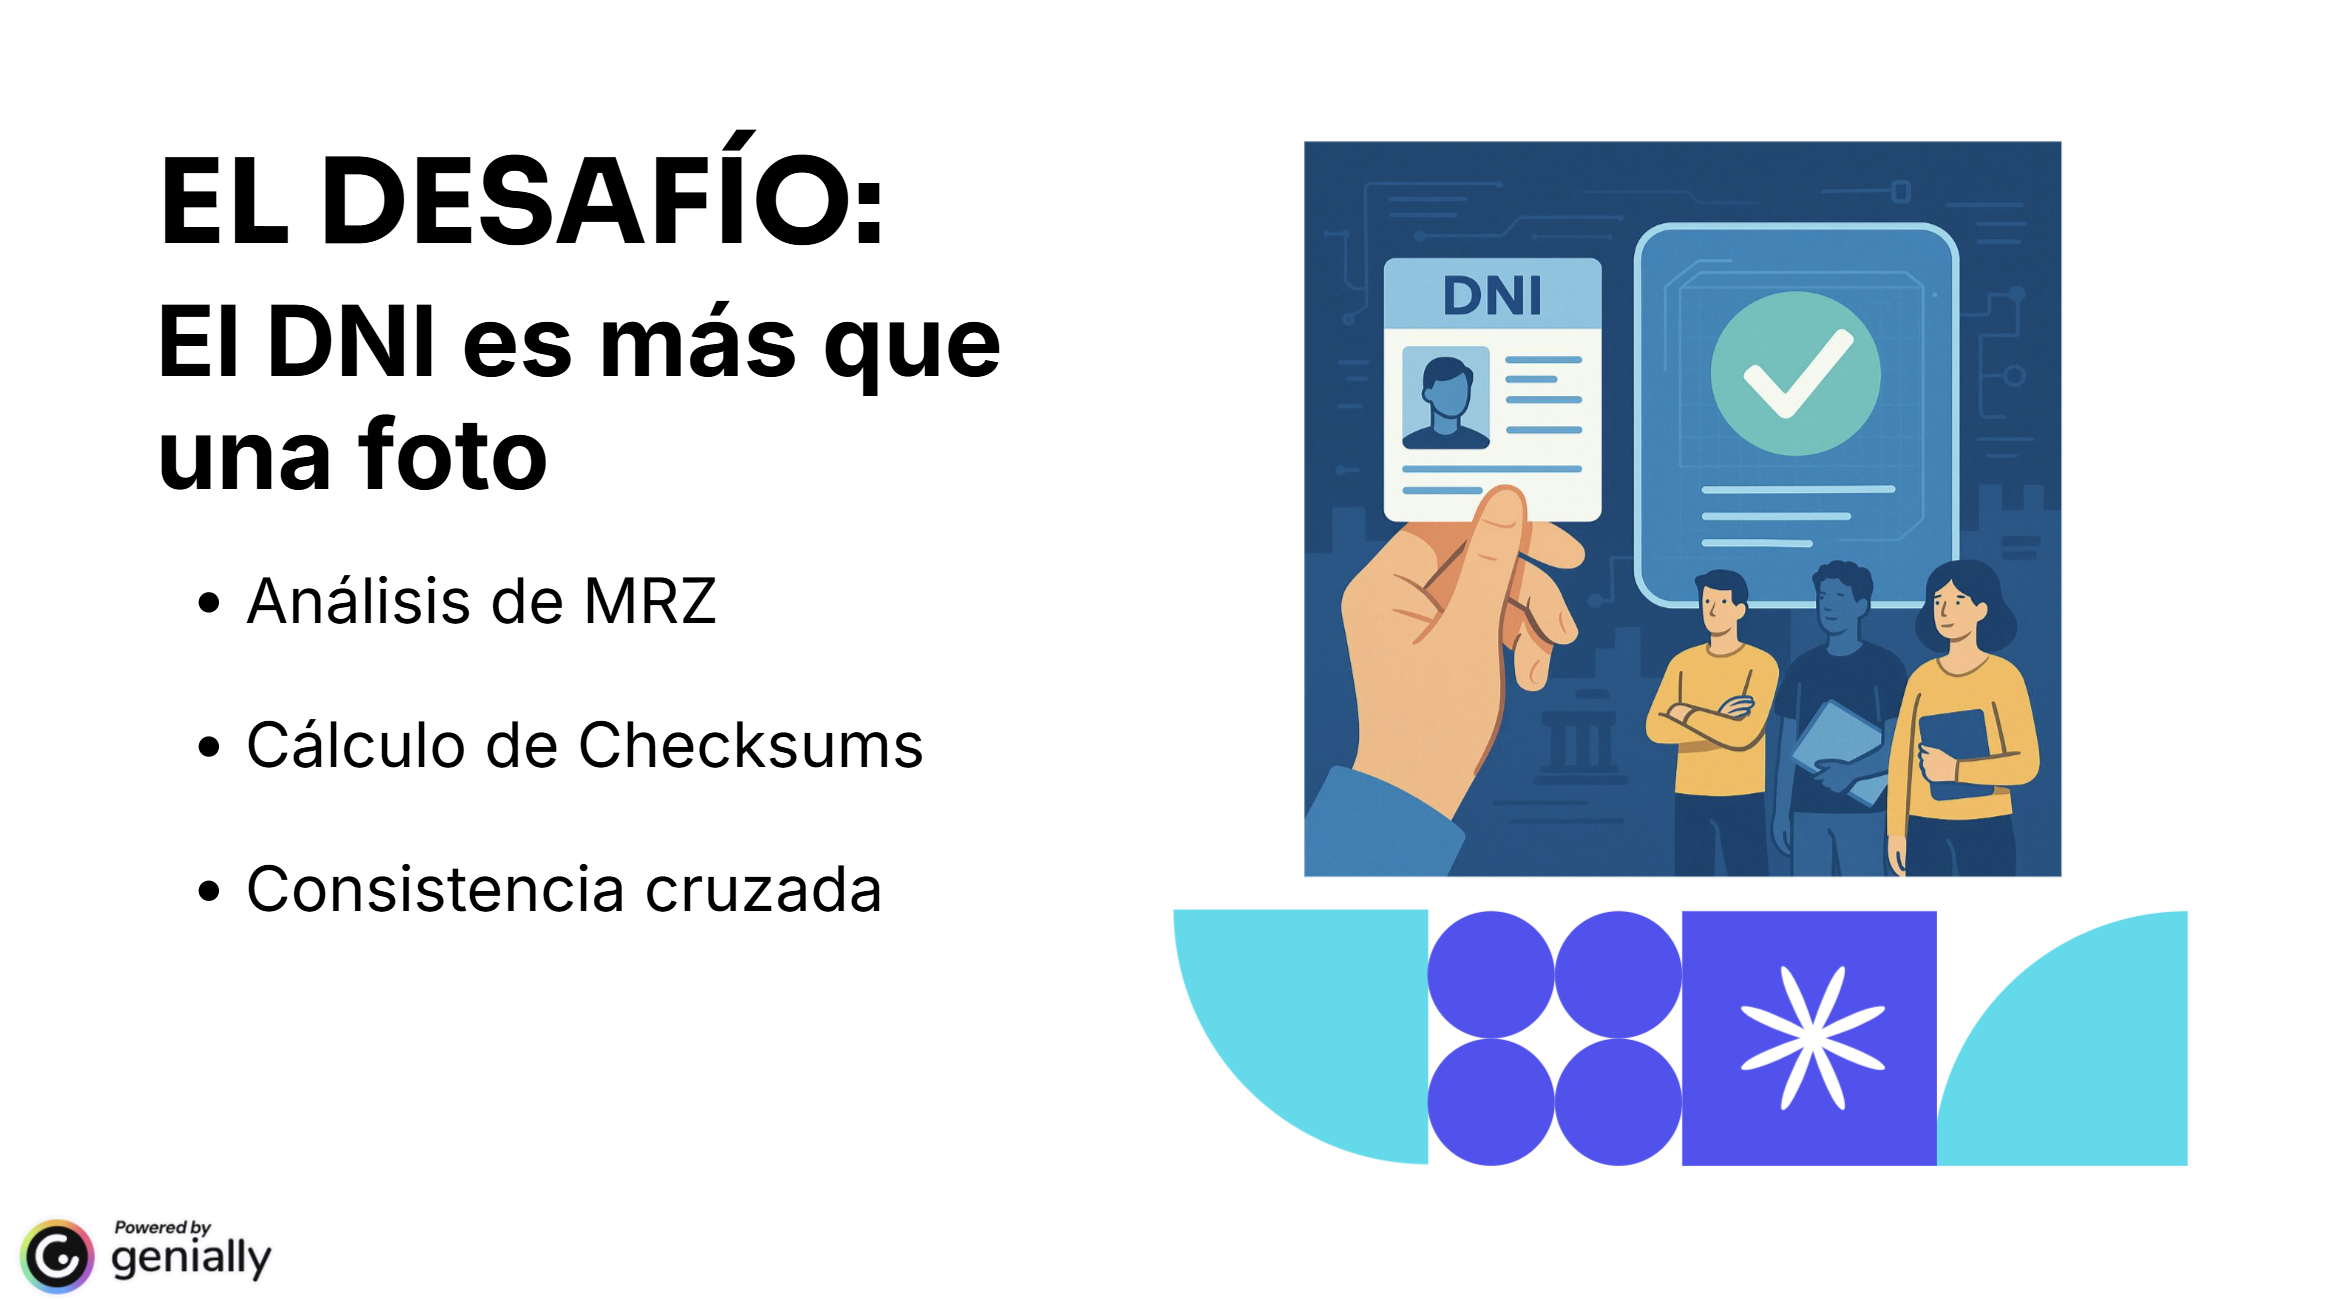 EL DESAFÍO:
El DNI es más que
una foto
• Análisis de MRZ
• Cálculo de Checksums
• Consistencia cruzada
DNI
Powered by
genially